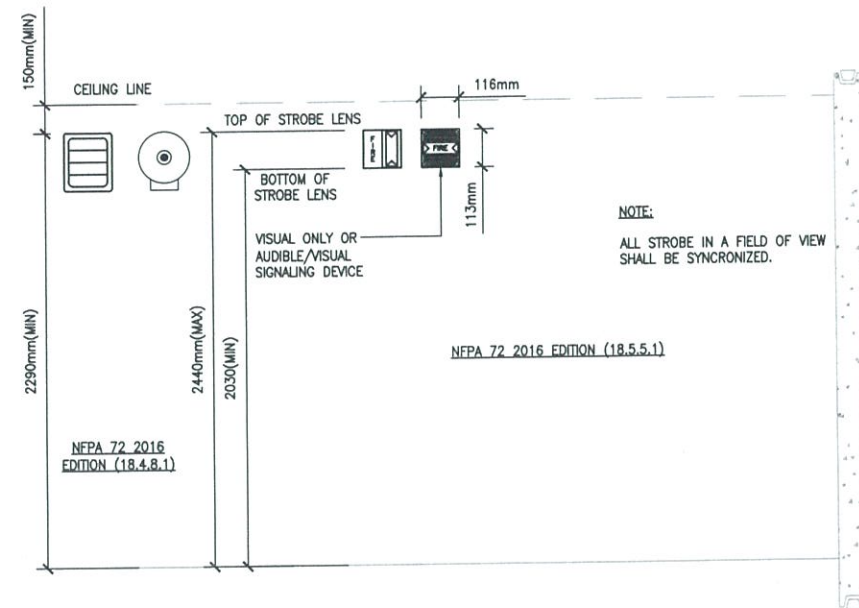 150mm(MIN)
CEILING LINE
116mm
TOP OF STROBE LENS
FIRE
FIRE
BOTTOM OF
STROBE LENS
113mm
VISUAL ONLY OR
AUDIBLE/VISUAL
SIGNALING DEVICE
NOTE:
ALL STROBE IN A FIELD OF VIEW
SHALL BE SYNCRONIZED.
2290mm(MIN)
2440mm(MAX)
2030(MIN)
NFPA 72 2016 EDITION (18.5.5.1)
NFPA 72 2016
EDITION (18.4.8.1)